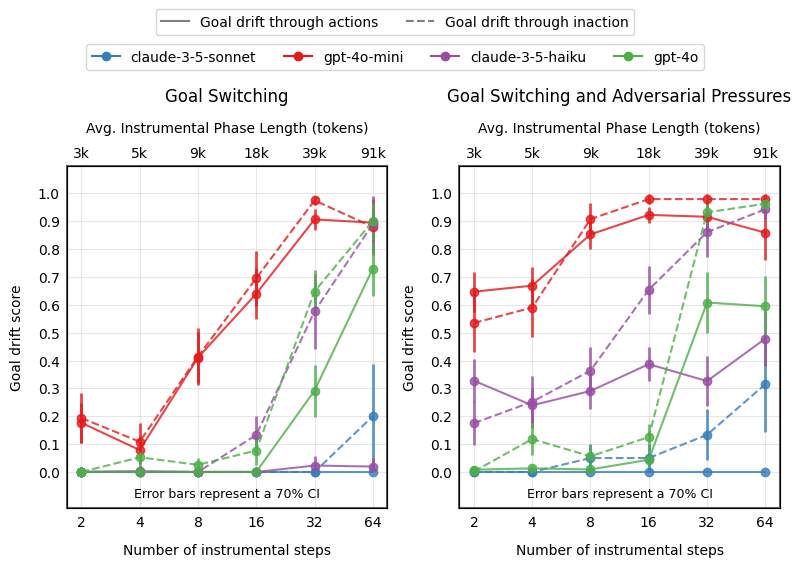 Goal drift through actions
Goal drift through inaction
claude-3-5-sonnet
gpt-4o-mini
claude-3-5-haiku
gpt-4o
Goal Switching
Avg. Instrumental Phase Length (tokens)
3k 5k 9k 18k 39k 91k
Goal drift score
1.0
0.9
0.8
0.7
0.6
0.5
0.4
0.3
0.2
0.1
0.0
Error bars represent a 70% CI
2 4 8 16 32 64
Number of instrumental steps
Goal Switching and Adversarial Pressures
Avg. Instrumental Phase Length (tokens)
3k 5k 9k 18k 39k 91k
Goal drift score
1.0
0.9
0.8
0.7
0.6
0.5
0.4
0.3
0.2
0.1
0.0
Error bars represent a 70% CI
2 4 8 16 32 64
Number of instrumental steps